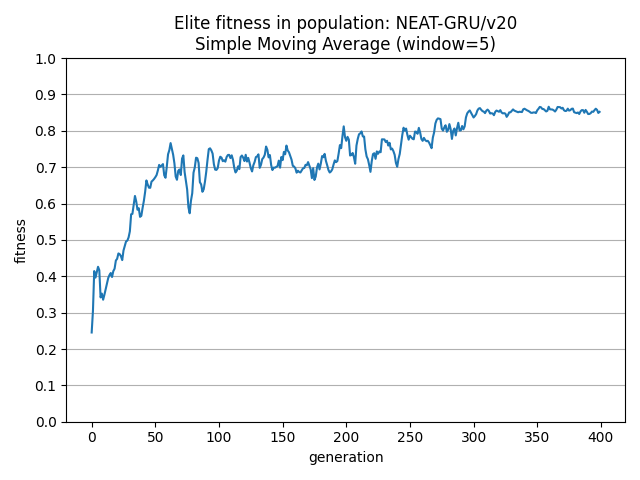 Elite fitness in population: NEAT-GRU/v20
Simple Moving Average (window=5)
1.0
0.9
0.8
0.7
0.6
0.5
0.4
0.3
0.2
0.1
0.0
fitness
0 50 100 150 200 250 300 350 400
generation